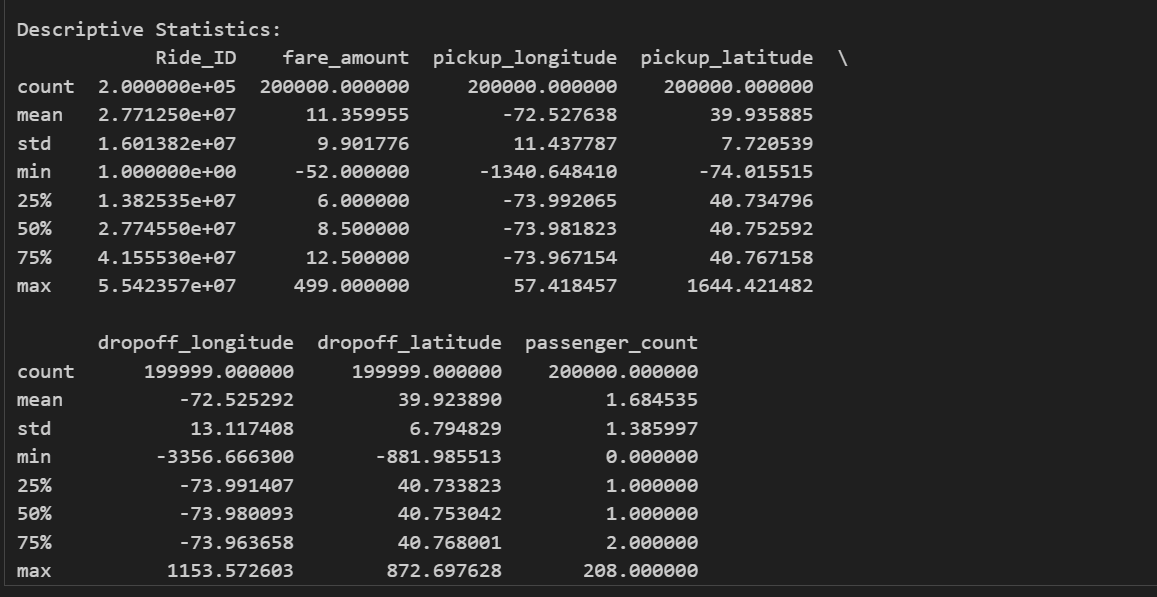 Descriptive Statistics:
Ride_ID fare_amount pickup_longitude pickup_latitude \
count 2.000000e+05 200000.000000 200000.000000 200000.000000
mean 2.771250e+07 11.359955 -72.527638 39.935885
std 1.601382e+07 9.901776 11.437787 7.720539
min 1.000000e+00 -52.000000 -1340.648410 -74.015515
25% 1.382535e+07 6.000000 -73.992065 40.734796
50% 2.774550e+07 8.500000 -73.981823 40.752592
75% 4.155530e+07 12.500000 -73.967154 40.767158
max 5.542357e+07 499.000000 57.418457 1644.421482
dropoff_longitude dropoff_latitude passenger_count
count 199999.000000 199999.000000 200000.000000
mean -72.525292 39.923890 1.684535
std 13.117408 6.794829 1.385997
min -3356.666300 -881.985513 0.000000
25% -73.991407 40.733823 1.000000
50% -73.980093 40.753042 1.000000
75% -73.963658 40.768001 2.000000
max 1153.572603 872.697628 208.000000